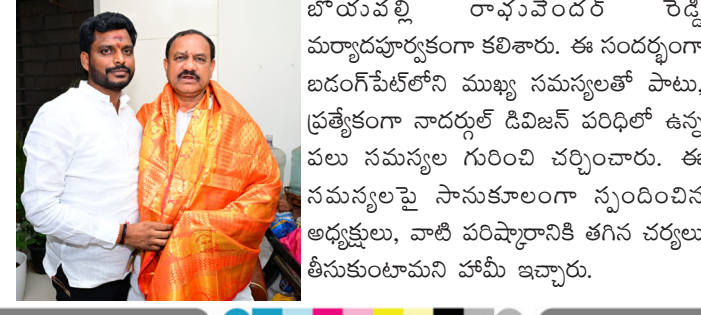 బోయవల్లి రాఘవేందర్ రెడ్డి
మర్యాదపూర్వకంగా కలిశారు. ఈ సందర్భంగా
బడంగ్‌పేట్‌లోని ముఖ్య సమస్యలతో పాటు,
ప్రత్యేకంగా నాదర్గుల్ డివిజన్ పరిధిలో ఉన్న
పలు సమస్యల గురించి చర్చించారు. ఈ
సమస్యలపై సానుకూలంగా స్పందించిన
అధ్యక్షులు, వాటి పరిష్కారానికి తగిన చర్యలు
తీసుకుంటామని హామీ ఇచ్చారు.